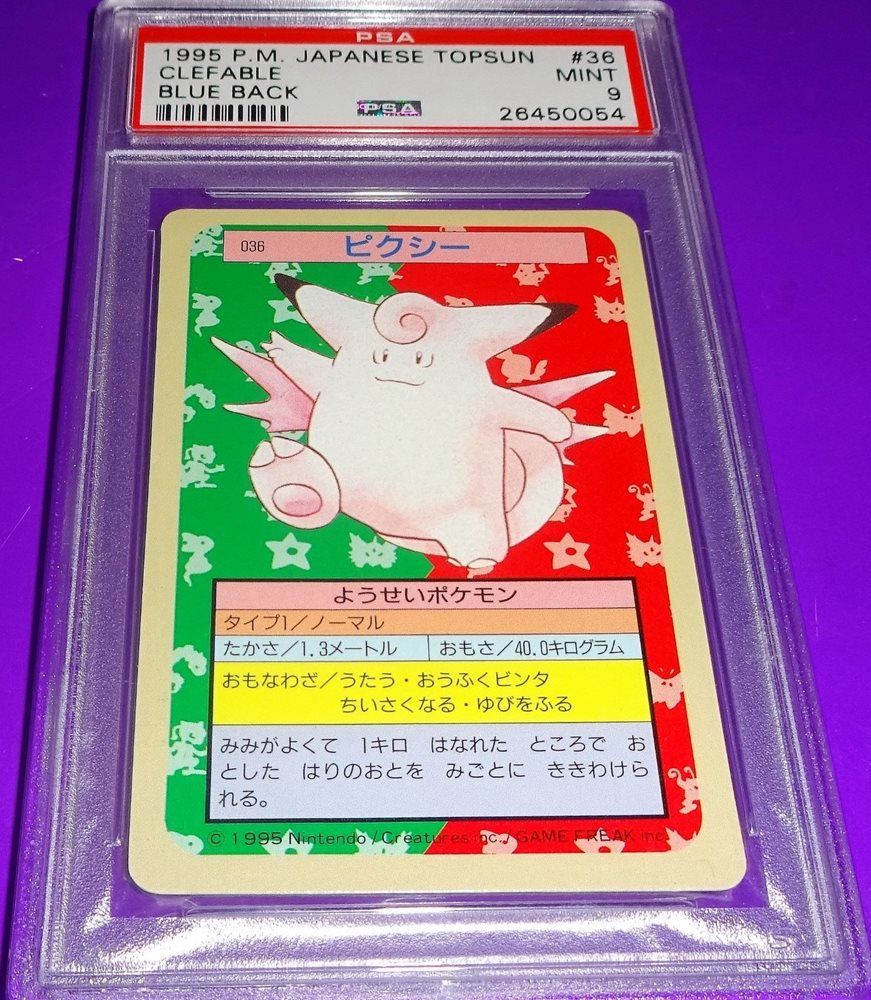 PSA
1995 P.M. JAPANESE TOPSUN #36
CLEFABLE MINT
BLUE BACK 9
PSA 26450054
036 ピクシー
ようせいポケモン
タイプ1/ノーマル
たかさ/1.3メートル おもさ/40.0キログラム
おもなわざ/うたう・おうふくビンタ
ちいさくなる・ゆびをふる
みみがよくて 1キロ はなれた ところで お
とした はりのおとを みごとに ききわけら
れる。
© 1995 Nintendo / Creatures inc. / GAME FREAK inc.